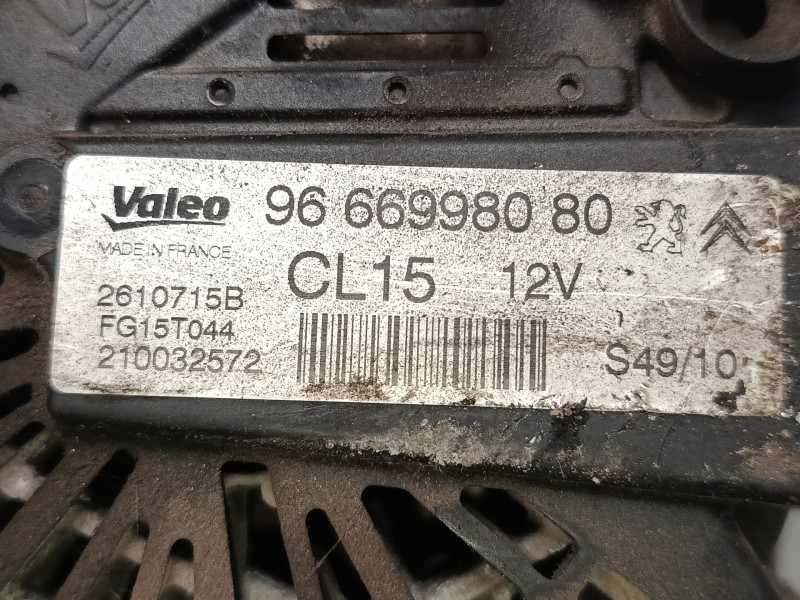 Valeo 96 669980 80
MADE IN FRANCE
CL15 12V
2610715B
FG15T044
210032572
S49/10